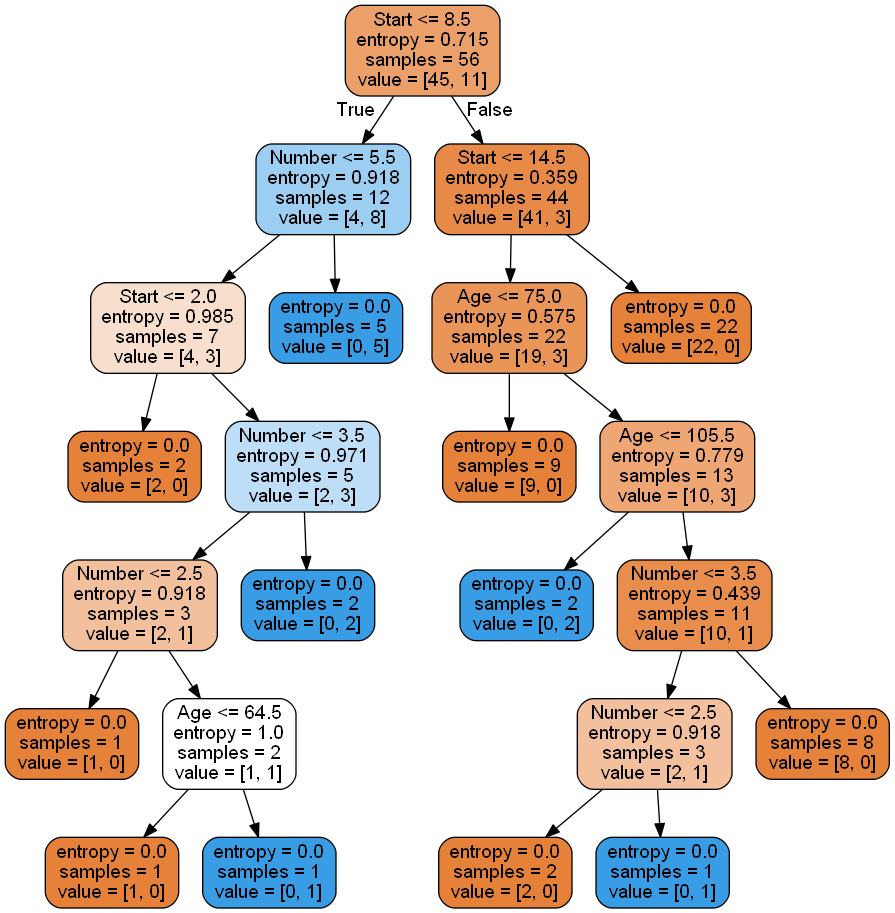 Start <= 8.5
entropy = 0.715
samples = 56
value = [45, 11]
True
False
Number <= 5.5
entropy = 0.918
samples = 12
value = [4, 8]
Start <= 14.5
entropy = 0.359
samples = 44
value = [41, 3]
Start <= 2.0
entropy = 0.985
samples = 7
value = [4, 3]
entropy = 0.0
samples = 5
value = [0, 5]
Age <= 75.0
entropy = 0.575
samples = 22
value = [19, 3]
entropy = 0.0
samples = 22
value = [22, 0]
entropy = 0.0
samples = 2
value = [2, 0]
Number <= 3.5
entropy = 0.971
samples = 5
value = [2, 3]
entropy = 0.0
samples = 9
value = [9, 0]
Age <= 105.5
entropy = 0.779
samples = 13
value = [10, 3]
Number <= 2.5
entropy = 0.918
samples = 3
value = [2, 1]
entropy = 0.0
samples = 2
value = [0, 2]
entropy = 0.0
samples = 2
value = [0, 2]
Number <= 3.5
entropy = 0.439
samples = 11
value = [10, 1]
entropy = 0.0
samples = 1
value = [1, 0]
Age <= 64.5
entropy = 1.0
samples = 2
value = [1, 1]
Number <= 2.5
entropy = 0.918
samples = 3
value = [2, 1]
entropy = 0.0
samples = 8
value = [8, 0]
entropy = 0.0
samples = 1
value = [1, 0]
entropy = 0.0
samples = 1
value = [0, 1]
entropy = 0.0
samples = 2
value = [2, 0]
entropy = 0.0
samples = 1
value = [0, 1]